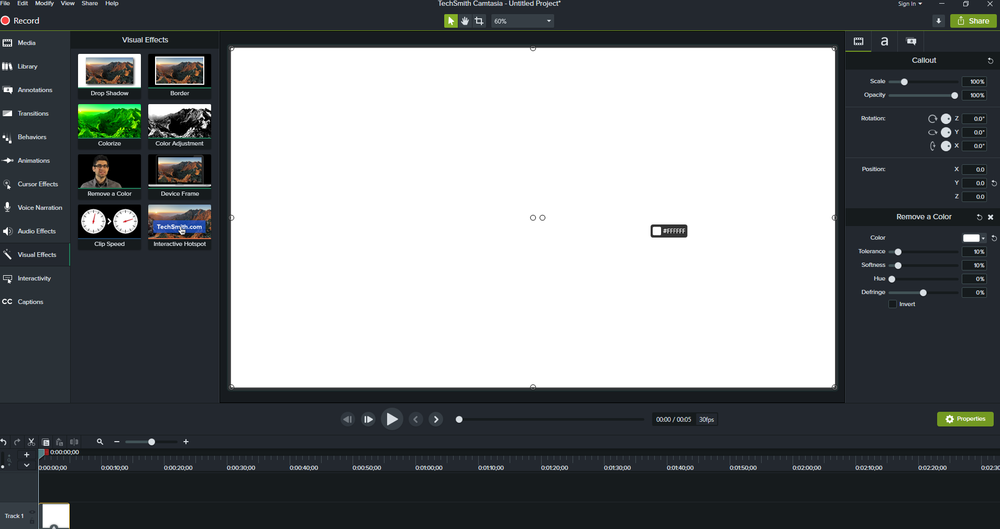 File Edit Modify View Share Help
TechSmith Camtasia - Untitled Project*
Sign In
Record
60%
Share
Media
Library
Annotations
Transitions
Behaviors
Animations
Cursor Effects
Voice Narration
Audio Effects
Visual Effects
Interactivity
CC Captions
Visual Effects
Drop Shadow
Border
Colorize
Color Adjustment
Remove a Color
Device Frame
TechSmith.com
Clip Speed
Interactive Hotspot
#FFFFFF
a
a
Callout
Scale 100%
Opacity 100%
Rotation: Z 0.0°
Y 0.0°
X 0.0°
Position: X 0.0
Y 0.0
Z 0.0
Remove a Color
Color
Tolerance 10%
Softness 10%
Hue 0%
Defringe 0%
Invert
00:00 / 00:05 30fps
Properties
0:00:00;00
0:00:00;00 0:00:10;00 0:00:20;00 0:00:30;00 0:00:40;00 0:00:50;00 0:01:00;00 0:01:10;00 0:01:20;00 0:01:30;00 0:01:40;00 0:01:50;00 0:02:00;00 0:02:10;00 0:02:20;00 0:02:30
Track 1